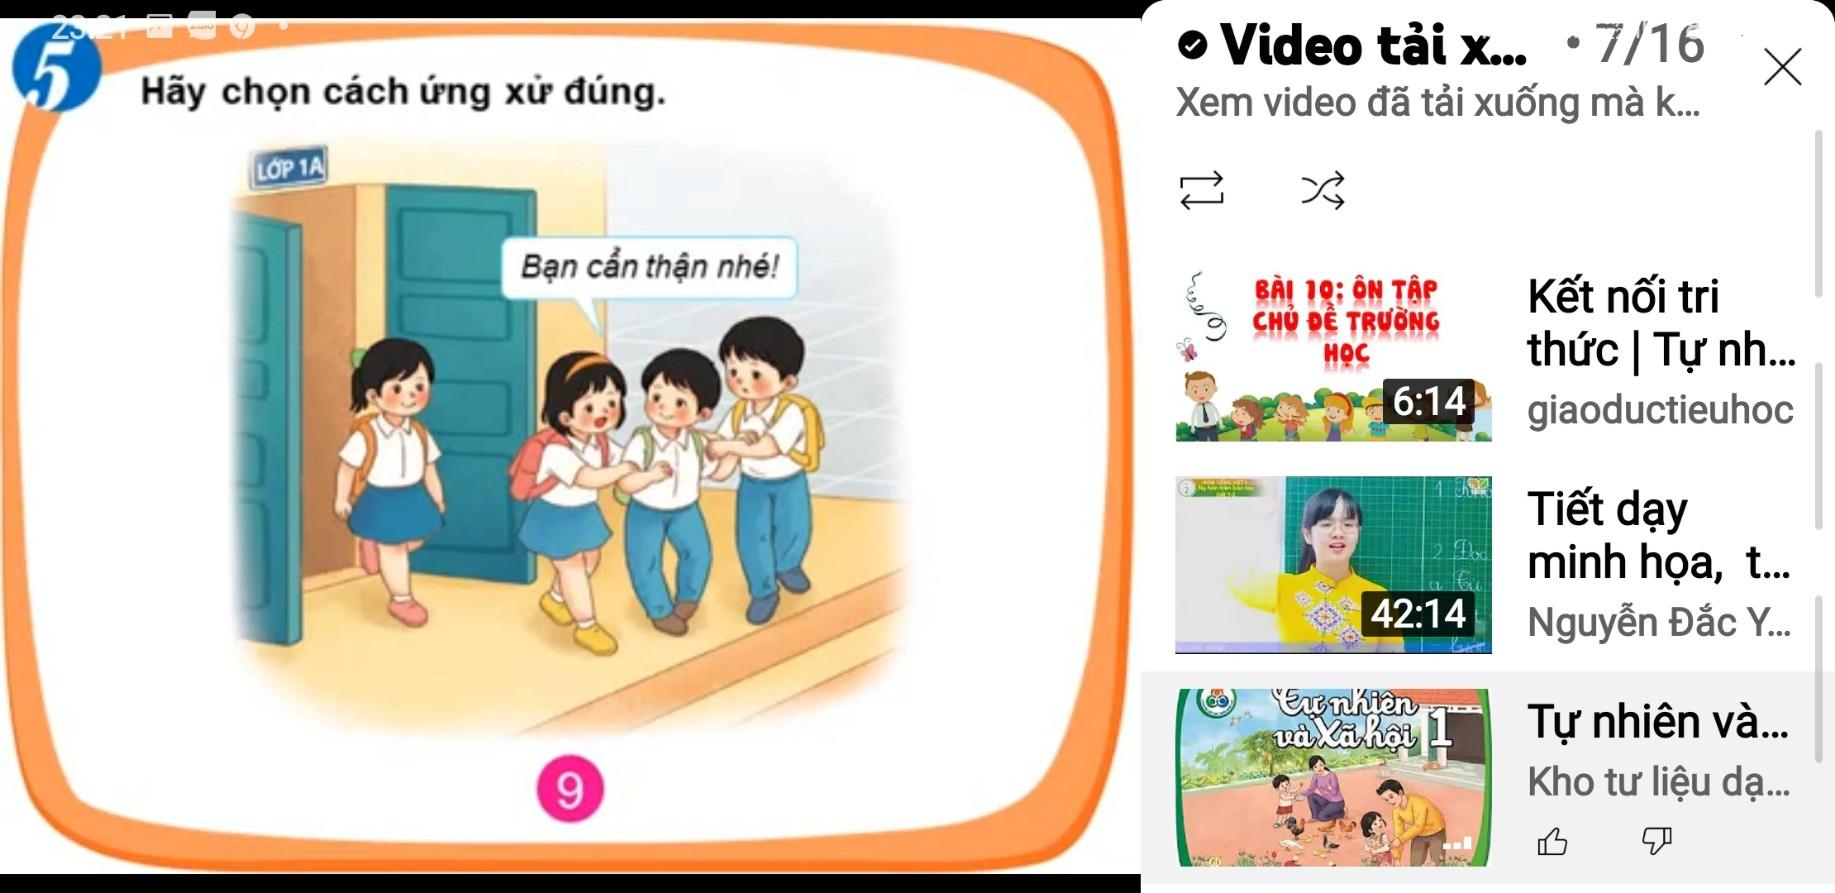 23:21
5
Hãy chọn cách ứng xử đúng.
LỚP 1A
Bạn cẩn thận nhé!
9
Video tải x... • 7/16
Xem video đã tải xuống mà k...
BÀI 10: ÔN TẬP
CHỦ ĐỀ TRƯỜNG
HỌC
6:14
Kết nối tri
thức | Tự nh...
giaoductieuhoc
42:14
Tiết dạy
minh họa, t...
Nguyễn Đắc Y...
Tự nhiên
và Xã hội 1
Tự nhiên và...
Kho tư liệu dạ...